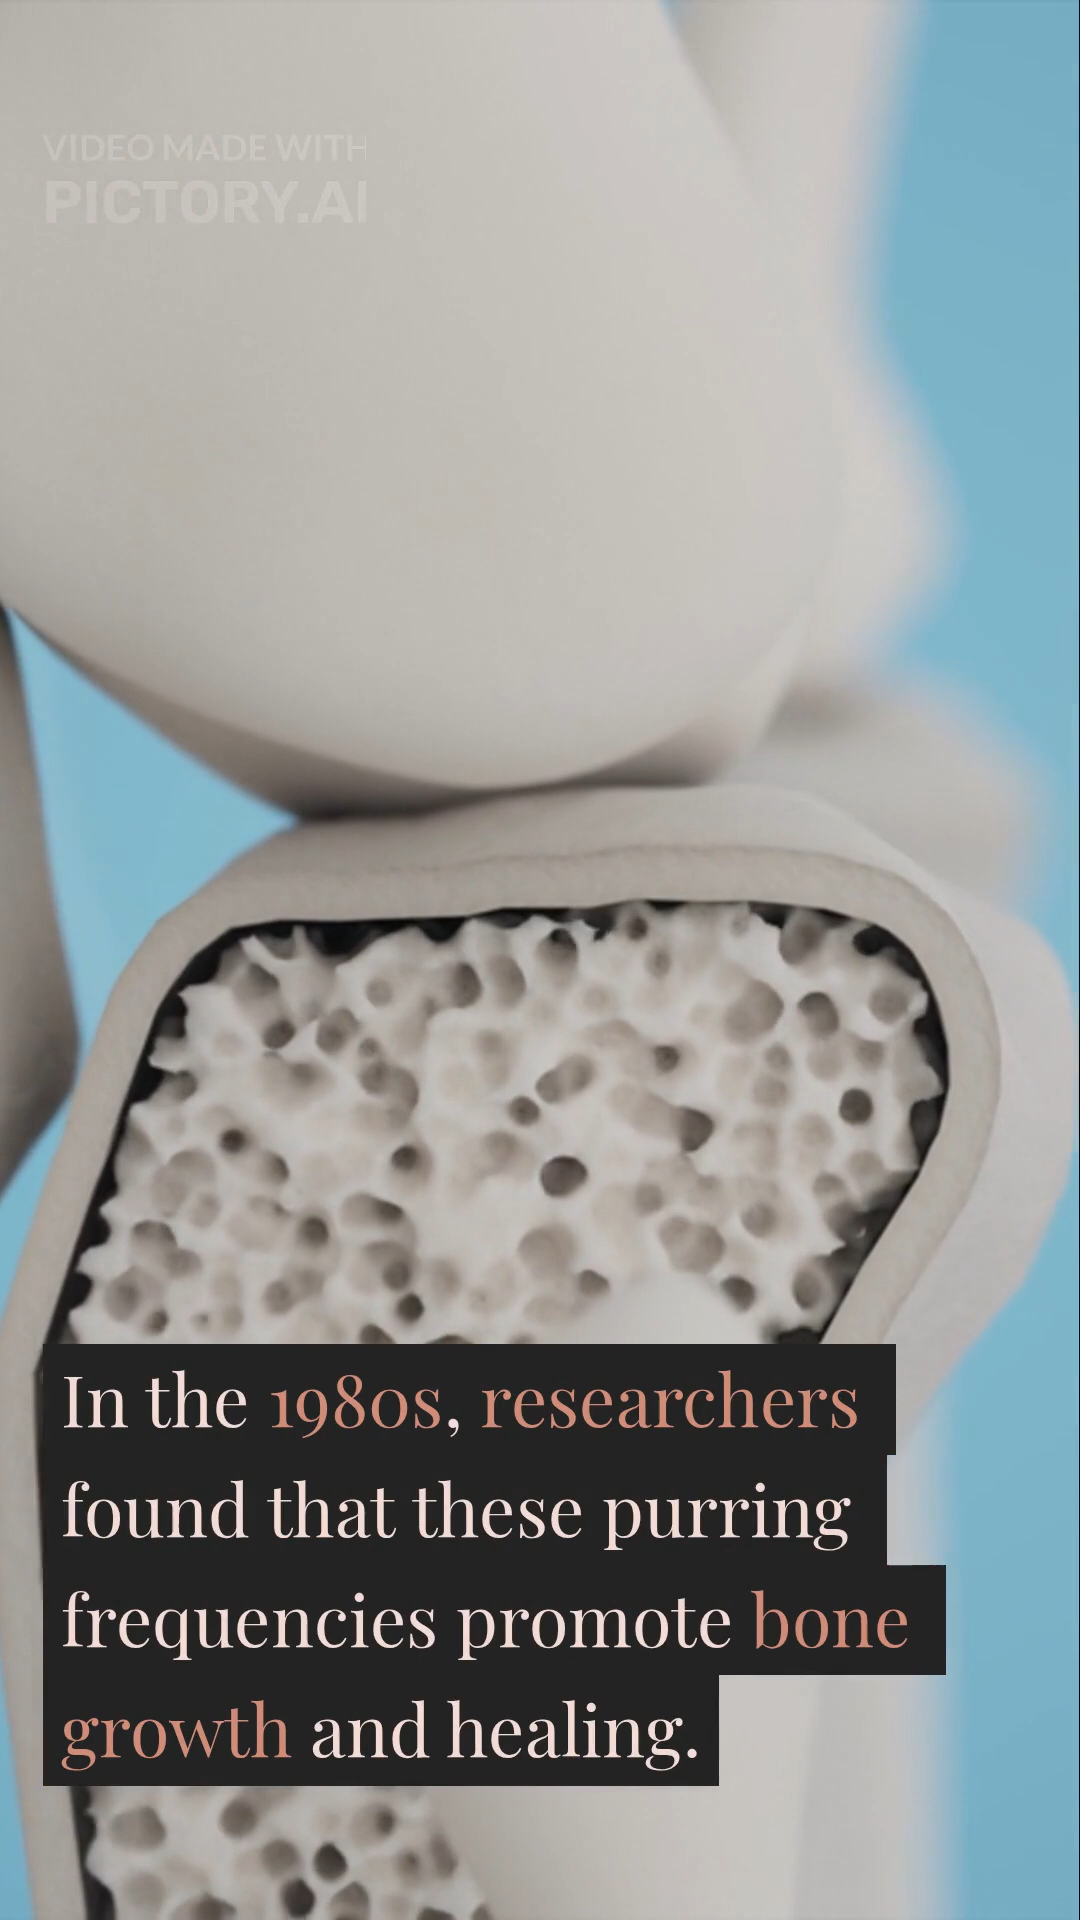 VIDEO MADE WITH
PICTORY.AI
In the 1980s, researchers
found that these purring
frequencies promote bone
growth and healing.